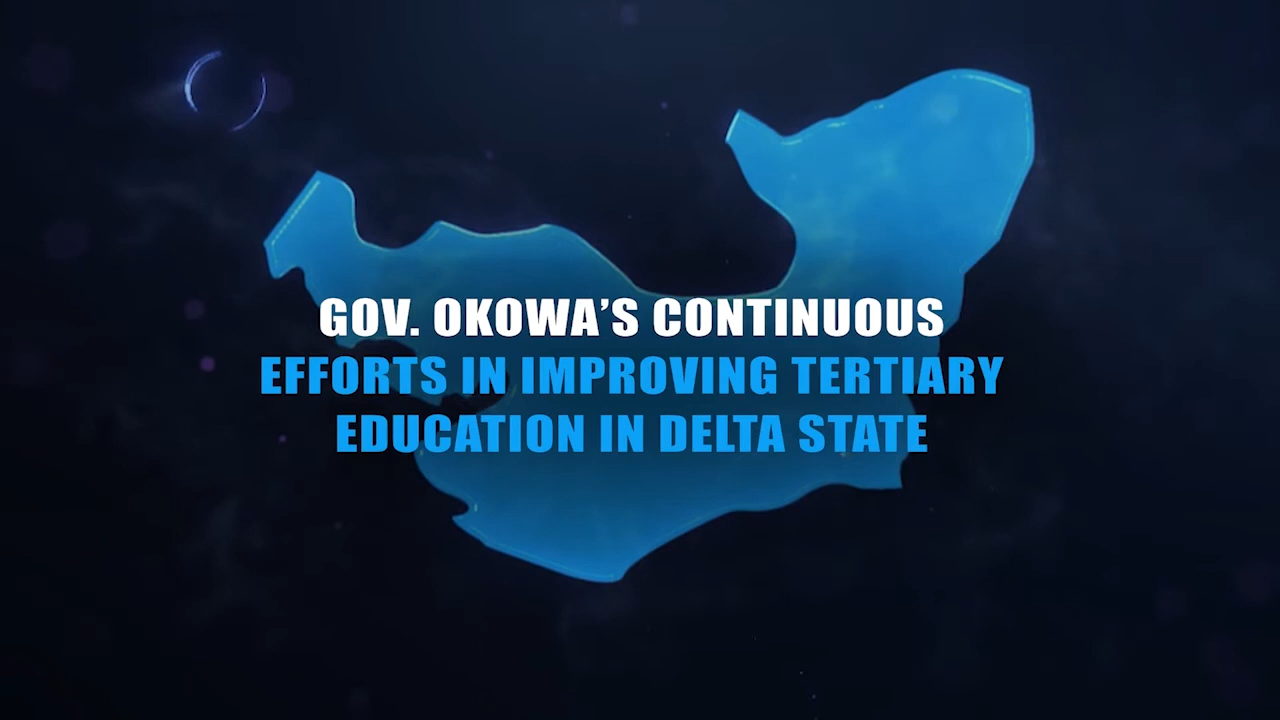 GOV. OKOWA’S CONTINUOUS
EFFORTS IN IMPROVING TERTIARY
EDUCATION IN DELTA STATE